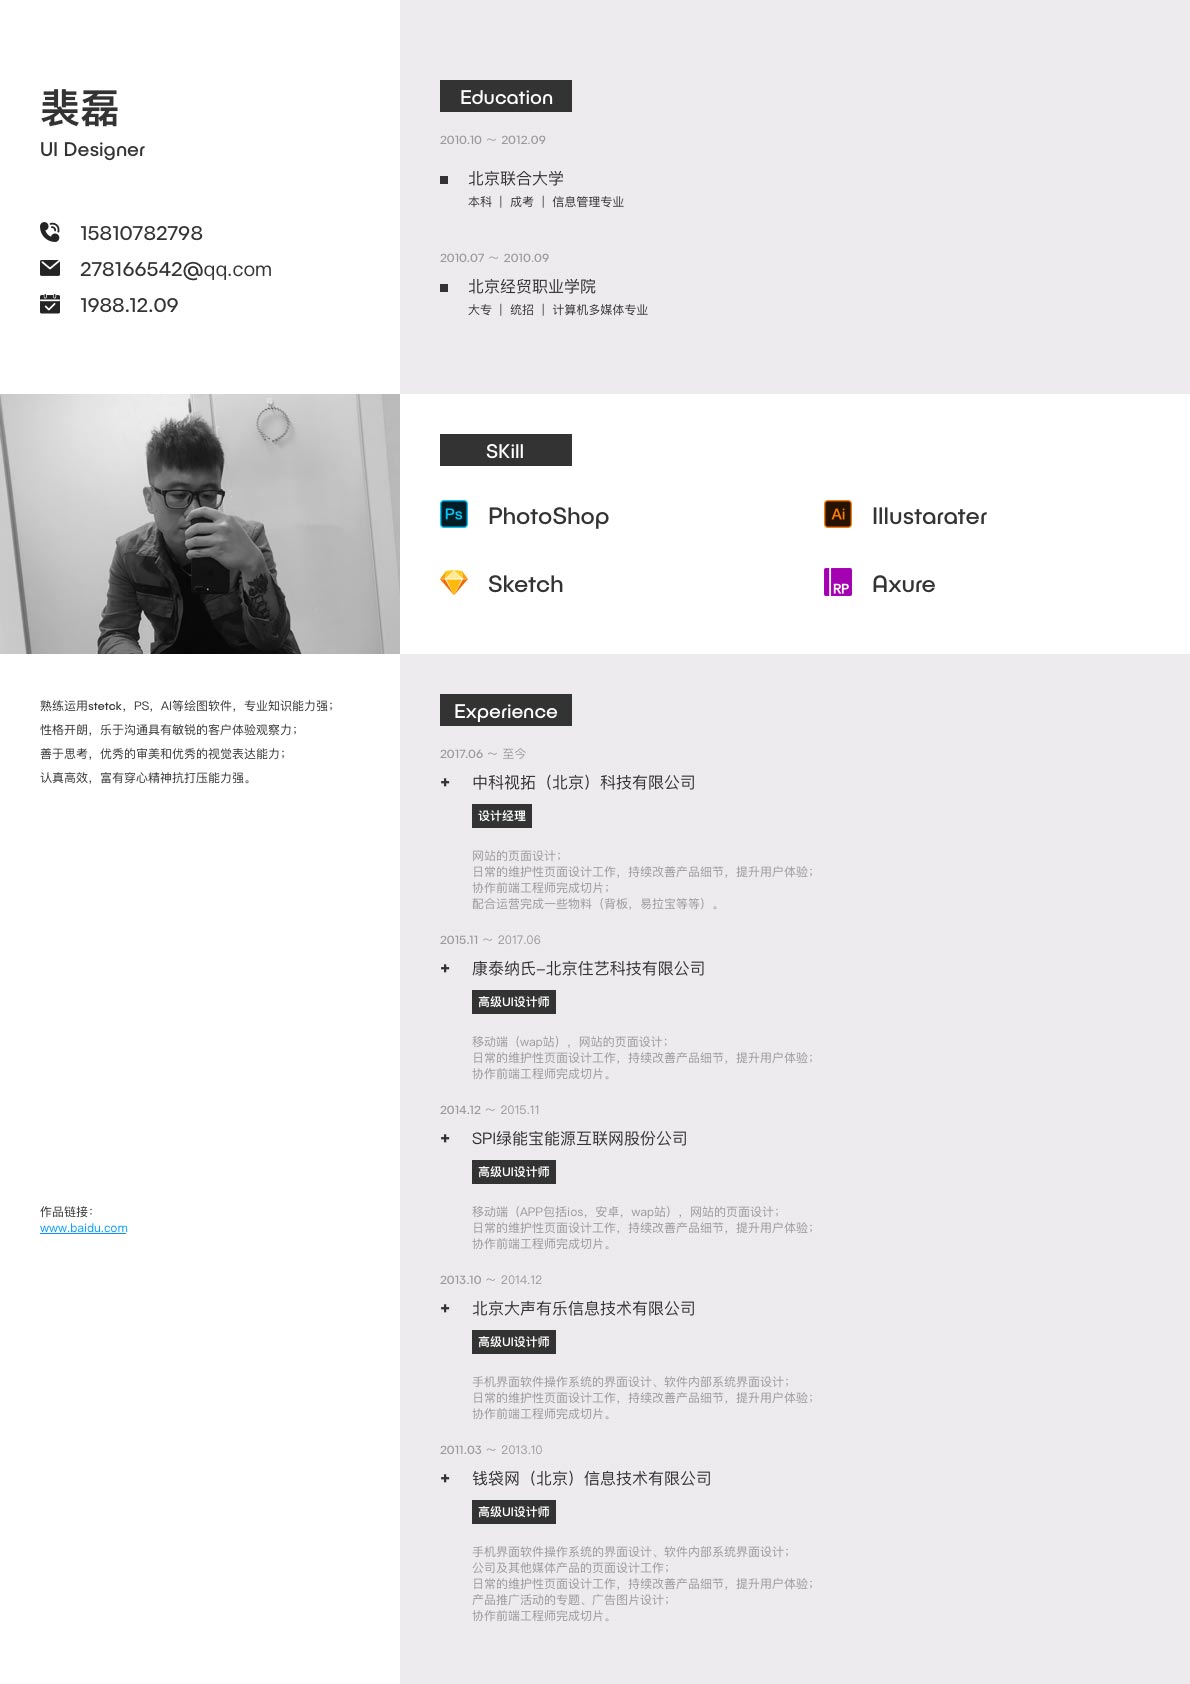 裴磊
UI Designer
15810782798
278166542@qq.com
1988.12.09
Education
2010.10 ～ 2012.09
北京联合大学
本科 | 成考 | 信息管理专业
2010.07 ～ 2010.09
北京经贸职业学院
大专 | 统招 | 计算机多媒体专业
SKill
Ps PhotoShop
Ai Illustarater
Sketch
RP Axure
熟练运用stetck，PS，AI等绘图软件，专业知识能力强；
性格开朗，乐于沟通具有敏锐的客户体验观察力；
善于思考，优秀的审美和优秀的视觉表达能力；
认真高效，富有穿心精神抗打压能力强。
作品链接：
www.baidu.com
Experience
2017.06 ～ 至今
中科视拓（北京）科技有限公司
设计经理
网站的页面设计；
日常的维护性页面设计工作，持续改善产品细节，提升用户体验；
协作前端工程师完成切片；
配合运营完成一些物料（背板，易拉宝等等）。
2015.11 ～ 2017.06
康泰纳氏-北京住艺科技有限公司
高级UI设计师
移动端（wap站），网站的页面设计；
日常的维护性页面设计工作，持续改善产品细节，提升用户体验；
协作前端工程师完成切片。
2014.12 ～ 2015.11
SPI绿能宝能源互联网股份公司
高级UI设计师
移动端（APP包括ios，安卓，wap站），网站的页面设计；
日常的维护性页面设计工作，持续改善产品细节，提升用户体验；
协作前端工程师完成切片。
2013.10 ～ 2014.12
北京大声有乐信息技术有限公司
高级UI设计师
手机界面软件操作系统的界面设计、软件内部系统界面设计；
日常的维护性页面设计工作，持续改善产品细节，提升用户体验；
协作前端工程师完成切片。
2011.03 ～ 2013.10
钱袋网（北京）信息技术有限公司
高级UI设计师
手机界面软件操作系统的界面设计、软件内部系统界面设计；
公司及其他媒体产品的页面设计工作；
日常的维护性页面设计工作，持续改善产品细节，提升用户体验；
产品推广活动的专题、广告图片设计；
协作前端工程师完成切片。